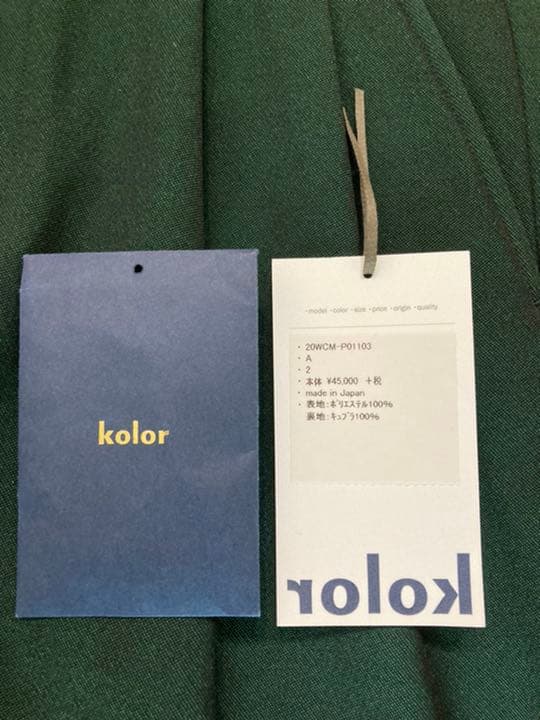 kolor
-model -color -size -price -origin -quality
・ 20WCM-P01103
・ A
・ 2
・ 本体 ¥45,000 +税
・ made in Japan
・ 表地:ﾎﾟﾘｴｽﾃﾙ100%
裏地:ｷｭﾌﾟﾗ100%
kolor